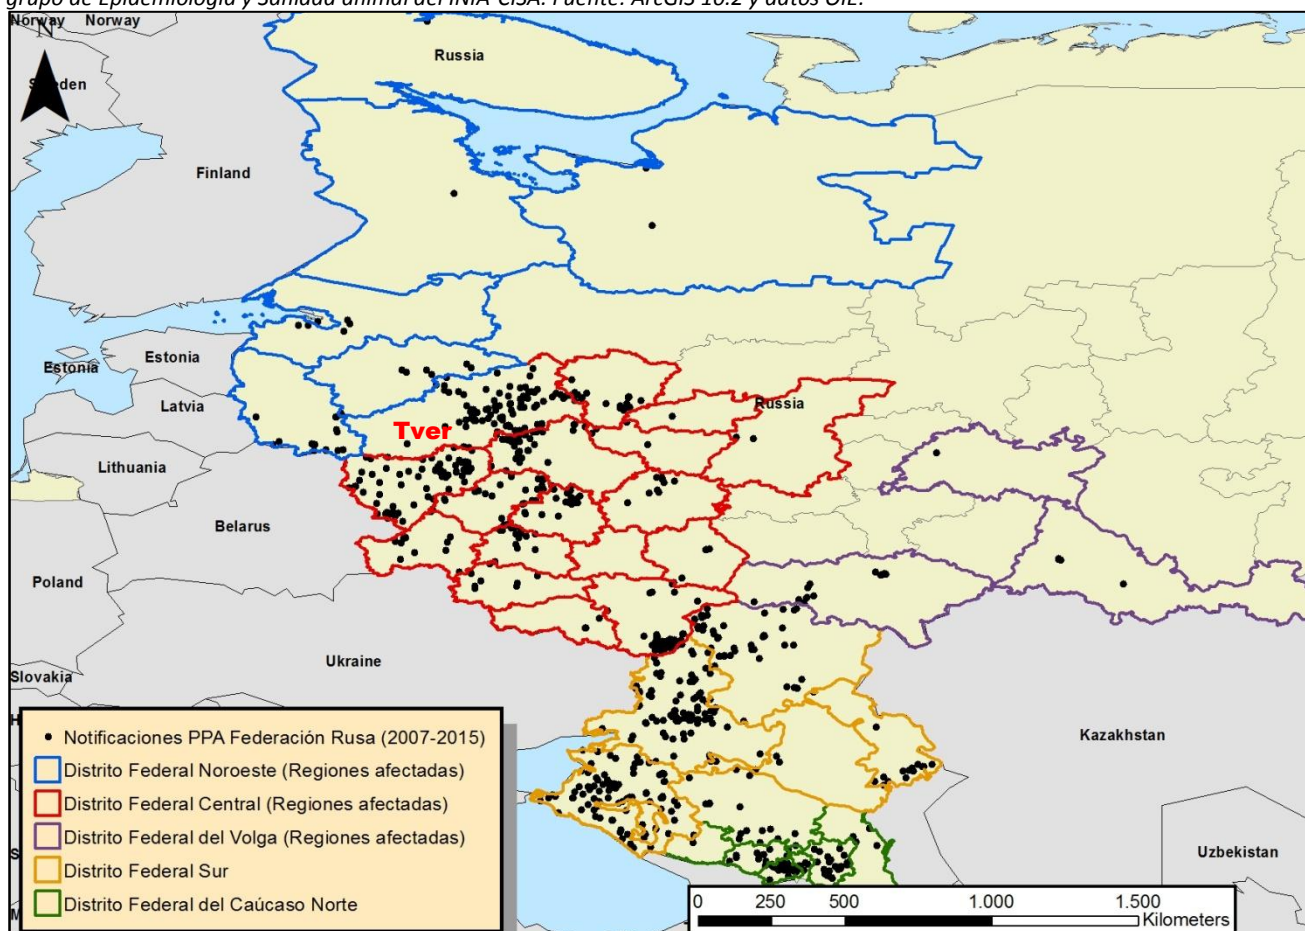 grupo de Epidemiología y Sanidad animal del INIA-CISA. Fuente: ArcGIS 10.2 y datos OIE.
Norway
Norway
N
Russia
Sweden
Finland
Estonia
Estonia
Latvia
Russia
Tver
Lithuania
Belarus
Poland
Ukraine
Slovakia
Kazakhstan
Uzbekistan
Notificaciones PPA Federación Rusa (2007-2015)
Distrito Federal Noroeste (Regiones afectadas)
Distrito Federal Central (Regiones afectadas)
Distrito Federal del Volga (Regiones afectadas)
Distrito Federal Sur
Distrito Federal del Caúcaso Norte
0 250 500 1.000 1.500
Kilometers